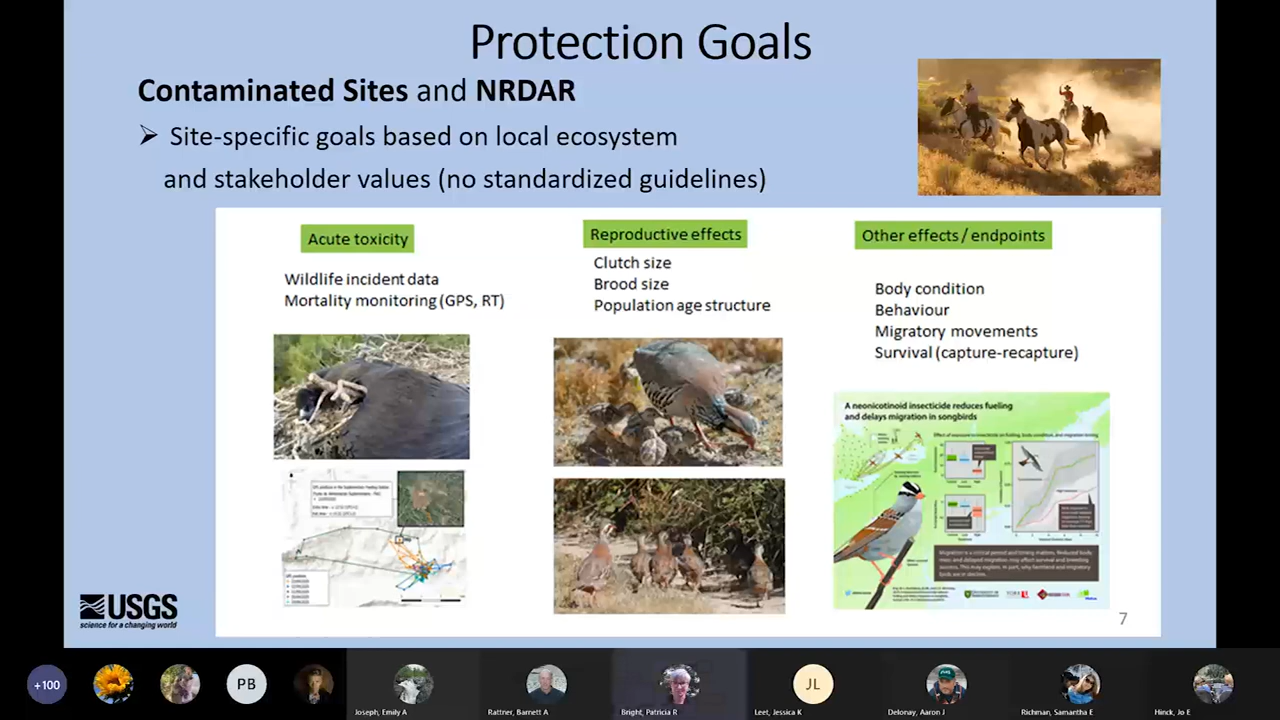 Protection Goals
Contaminated Sites and NRDAR
Site-specific goals based on local ecosystem
and stakeholder values (no standardized guidelines)
Acute toxicity
Wildlife incident data
Mortality monitoring (GPS, RT)
Reproductive effects
Clutch size
Brood size
Population age structure
Other effects / endpoints
Body condition
Behaviour
Migratory movements
Survival (capture-recapture)
A neonicotinoid insecticide reduces fueling
and delays migration in songbirds
USGS
science for a changing world
7
+100
PB
JL
Joseph, Emily A
Rattner, Barnett A
Bright, Patricia R
Leet, Jessica K
Delonay, Aaron J
Richman, Samantha E
Hinck, Jo E